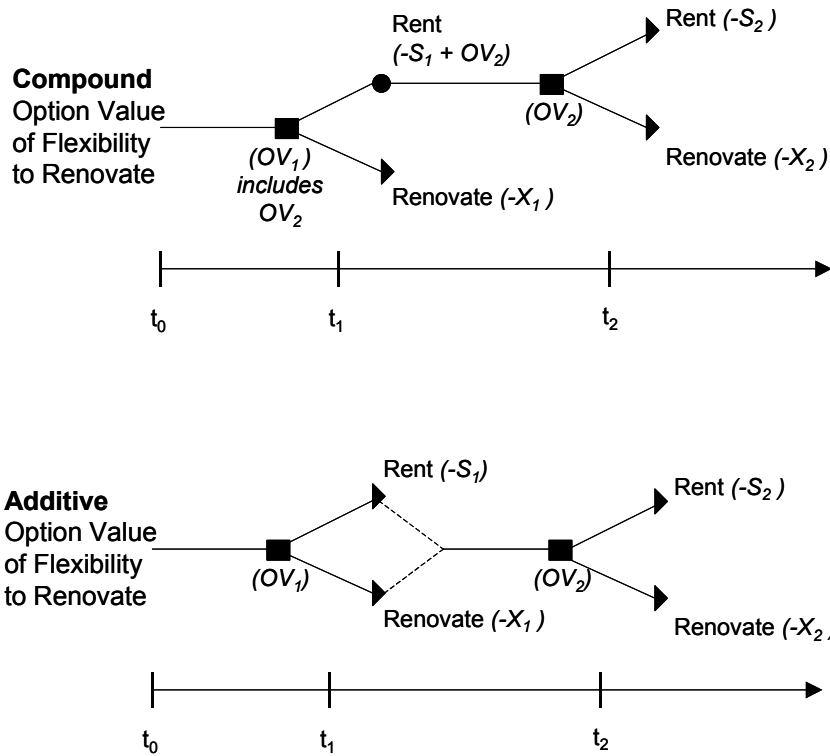 Rent
(-S1 + OV2)
Rent (-S2)
Compound
Option Value
of Flexibility
to Renovate
(OV1)
includes
OV2
(OV2)
Renovate (-X1 )
Renovate (-X2 )
t0
t1
t2
Rent (-S1)
Rent (-S2 )
Additive
Option Value
of Flexibility
to Renovate
(OV1)
(OV2)
Renovate (-X1 )
Renovate (-X2 )
t0
t1
t2